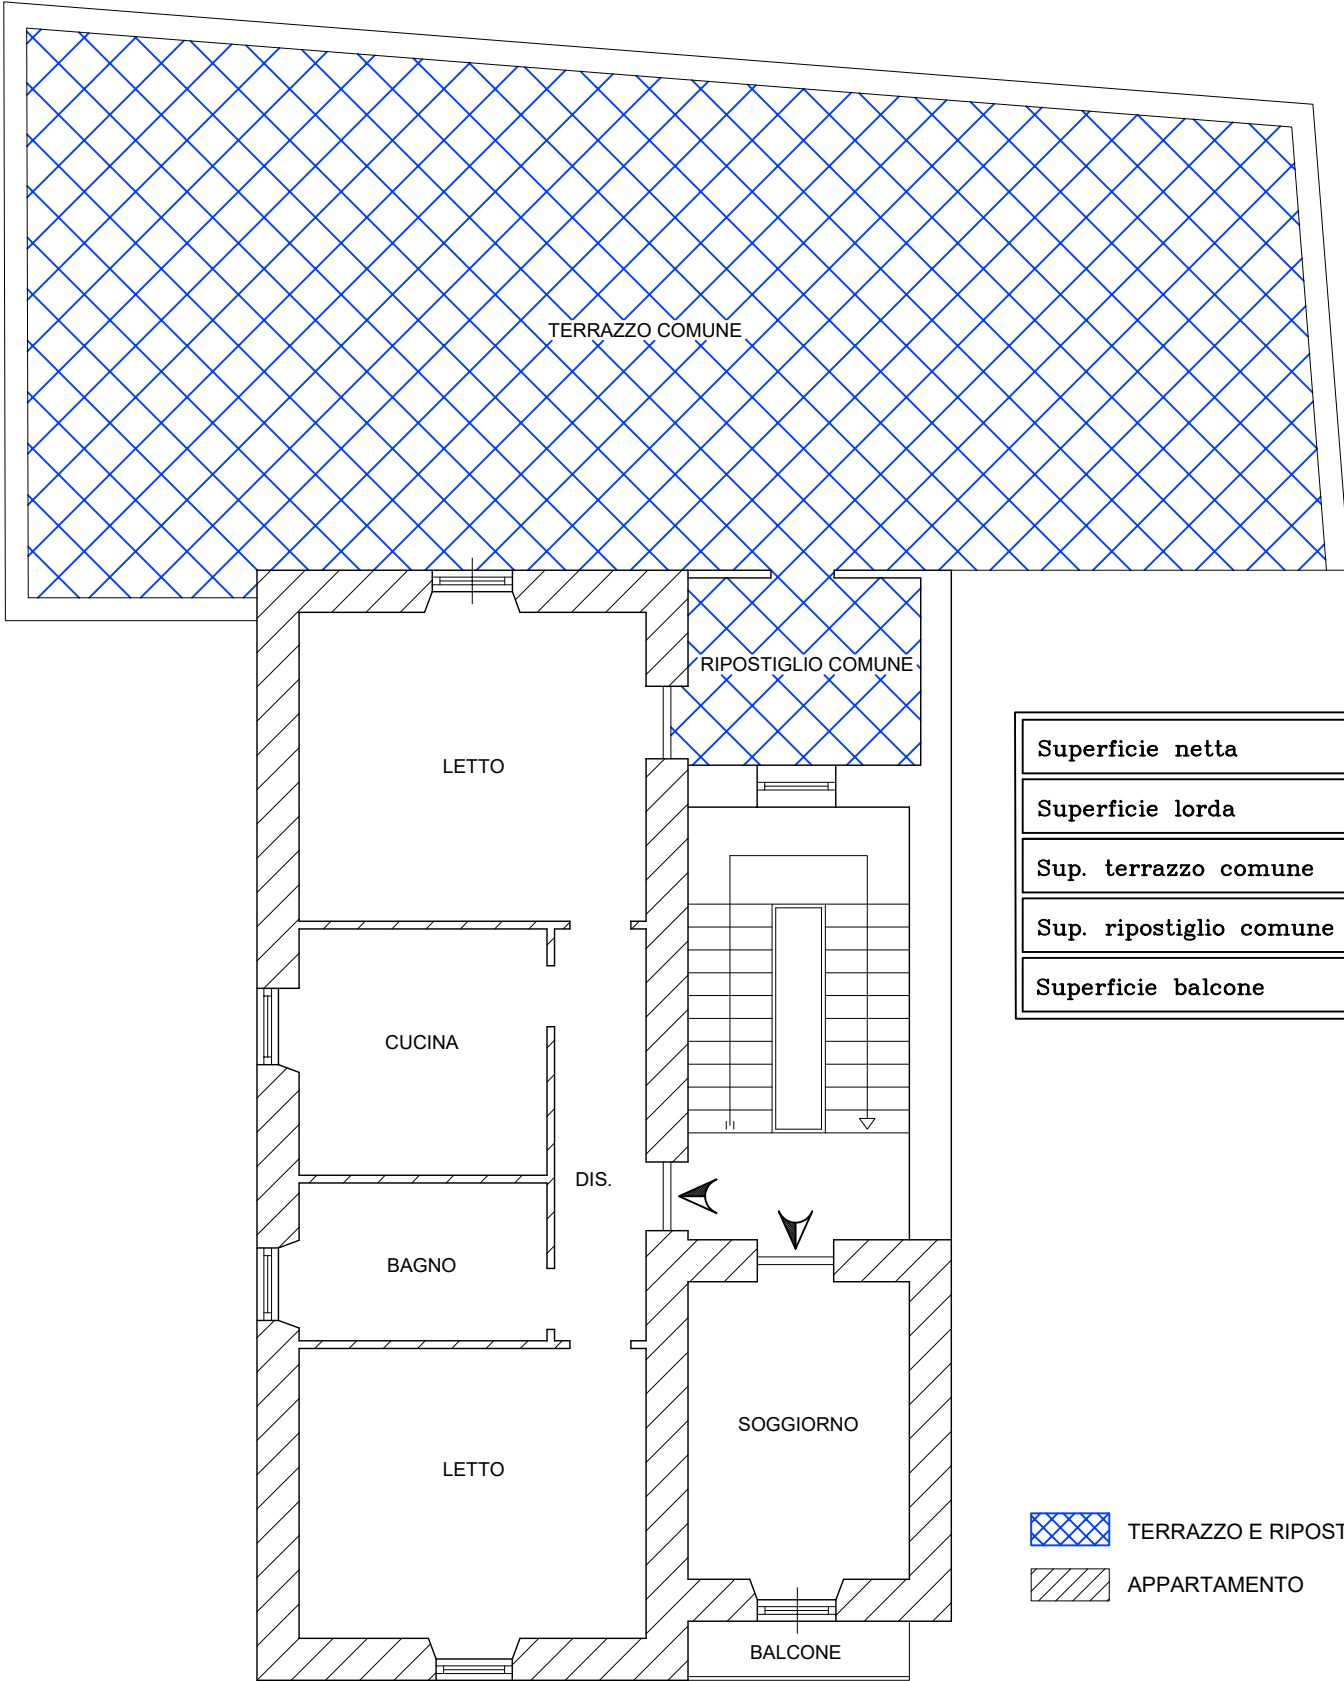 TERRAZZO COMUNE
RIPOSTIGLIO COMUNE
LETTO
Superficie netta
Superficie lorda
Sup. terrazzo comune
Sup. ripostiglio comune
Superficie balcone
CUCINA
DIS.
BAGNO
SOGGIORNO
LETTO
TERRAZZO E RIPOST
APPARTAMENTO
BALCONE